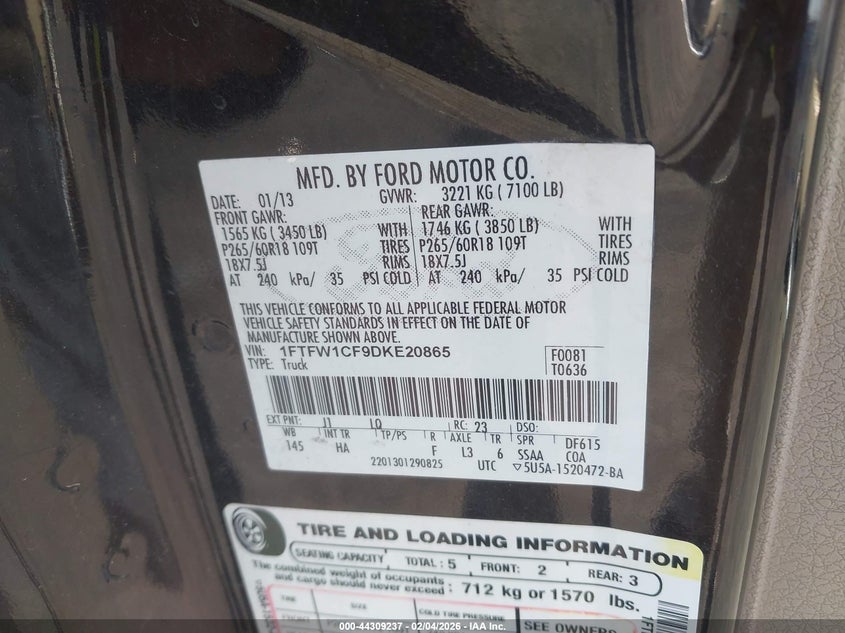 MFD. BY FORD MOTOR CO.
DATE: 01/13 GVWR: 3221 KG ( 7100 LB)
FRONT GAWR: REAR GAWR:
1565 KG ( 3450 LB) WITH 1746 KG ( 3850 LB) WITH
P265/60R18 109T TIRES P265/60R18 109T TIRES
18X7.5J RIMS 18X7.5J RIMS
AT 240 kPa/ 35 PSI COLD AT 240 kPa/ 35 PSI COLD
THIS VEHICLE CONFORMS TO ALL APPLICABLE FEDERAL MOTOR
VEHICLE SAFETY STANDARDS IN EFFECT ON THE DATE OF
MANUFACTURE SHOWN ABOVE.
VIN: 1FTFW1CF9DKE20865 F0081
TYPE: Truck T0636
EXT PNT: J1 LQ RC: 23 DSO:
WB INT TR TP/PS R AXLE TR SPR DF615
145 HA F L3 6 SSAA COA
2201301290825 UTC ▽5U5A-1520472-BA
TIRE AND LOADING INFORMATION
SEATING CAPACITY TOTAL : 5 FRONT: 2 REAR: 3
The combined weight of occupants
and cargo should never exceed : 712 kg or 1570 lbs.
TIRE SIZE COLD TIRE PRESSURE
SEE OWNERS
000-44309237 - 02/04/2026 - IAA Inc.